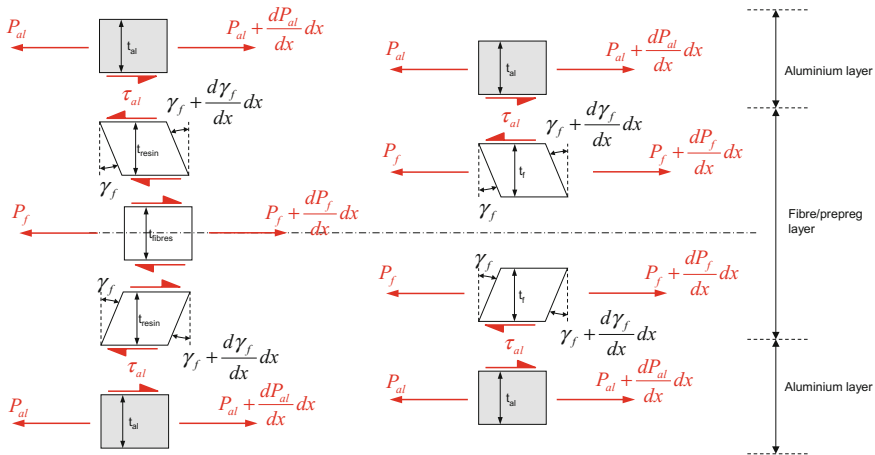 P_al
t_al
P_al + dP_al/dx dx
τ_al
γ_f + dγ_f/dx dx
t_resin
γ_f
P_f
t_fibres
P_f + dP_f/dx dx
γ_f
t_resin
γ_f + dγ_f/dx dx
τ_al
P_al
t_al
P_al + dP_al/dx dx
P_al
t_al
P_al + dP_al/dx dx
τ_al
γ_f + dγ_f/dx dx
P_f
t_f
P_f + dP_f/dx dx
γ_f
γ_f
P_f
t_f
P_f + dP_f/dx dx
γ_f + dγ_f/dx dx
τ_al
P_al
t_al
P_al + dP_al/dx dx
Aluminium layer
Fibre/prepreg
layer
Aluminium layer